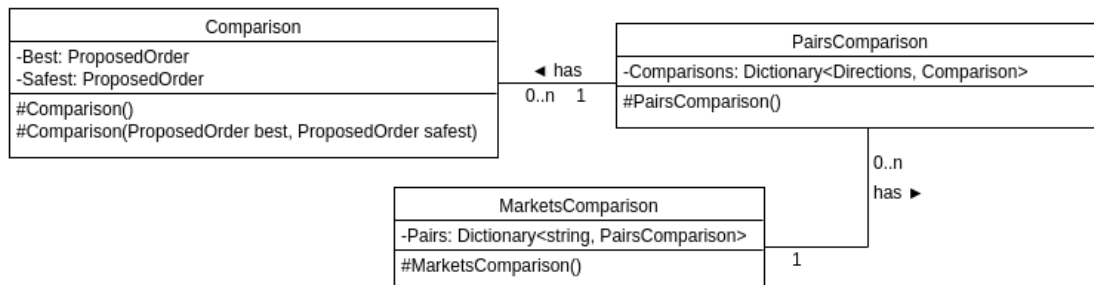 Comparison
-Best: ProposedOrder
-Safest: ProposedOrder
#Comparison()
#Comparison(ProposedOrder best, ProposedOrder safest)
◄ has
0..n 1
PairsComparison
-Comparisons: Dictionary<Directions, Comparison>
#PairsComparison()
0..n
has ►
MarketsComparison
-Pairs: Dictionary<string, PairsComparison>
#MarketsComparison()
1